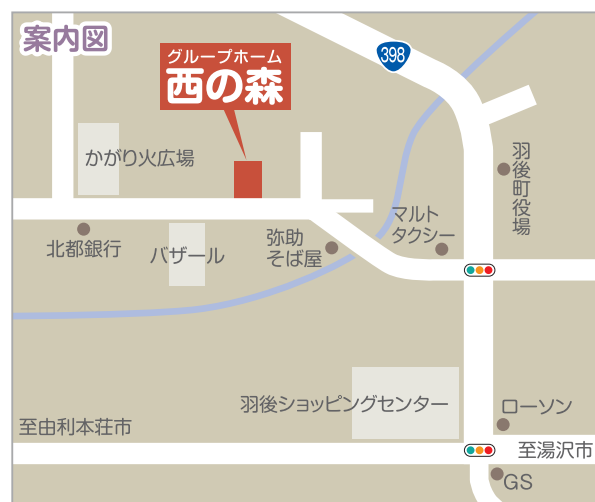 案内図
398
グループホーム
西の森
かがり火広場
羽後町役場
マルト
タクシー
弥助
そば屋
北都銀行
バザール
羽後ショッピングセンター
ローソン
至由利本荘市
至湯沢市
GS